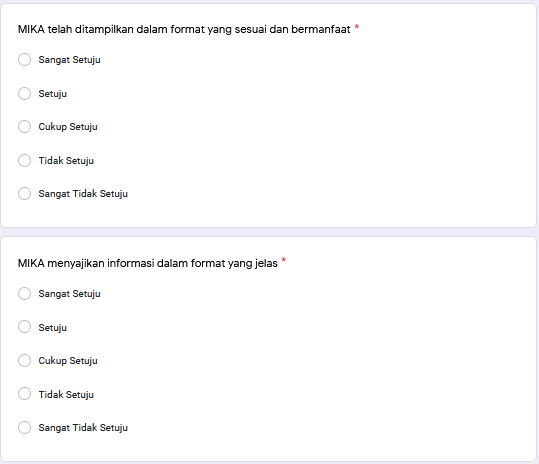 MIKA telah ditampilkan dalam format yang sesuai dan bermanfaat *
Sangat Setuju
Setuju
Cukup Setuju
Tidak Setuju
Sangat Tidak Setuju
MIKA menyajikan informasi dalam format yang jelas *
Sangat Setuju
Setuju
Cukup Setuju
Tidak Setuju
Sangat Tidak Setuju